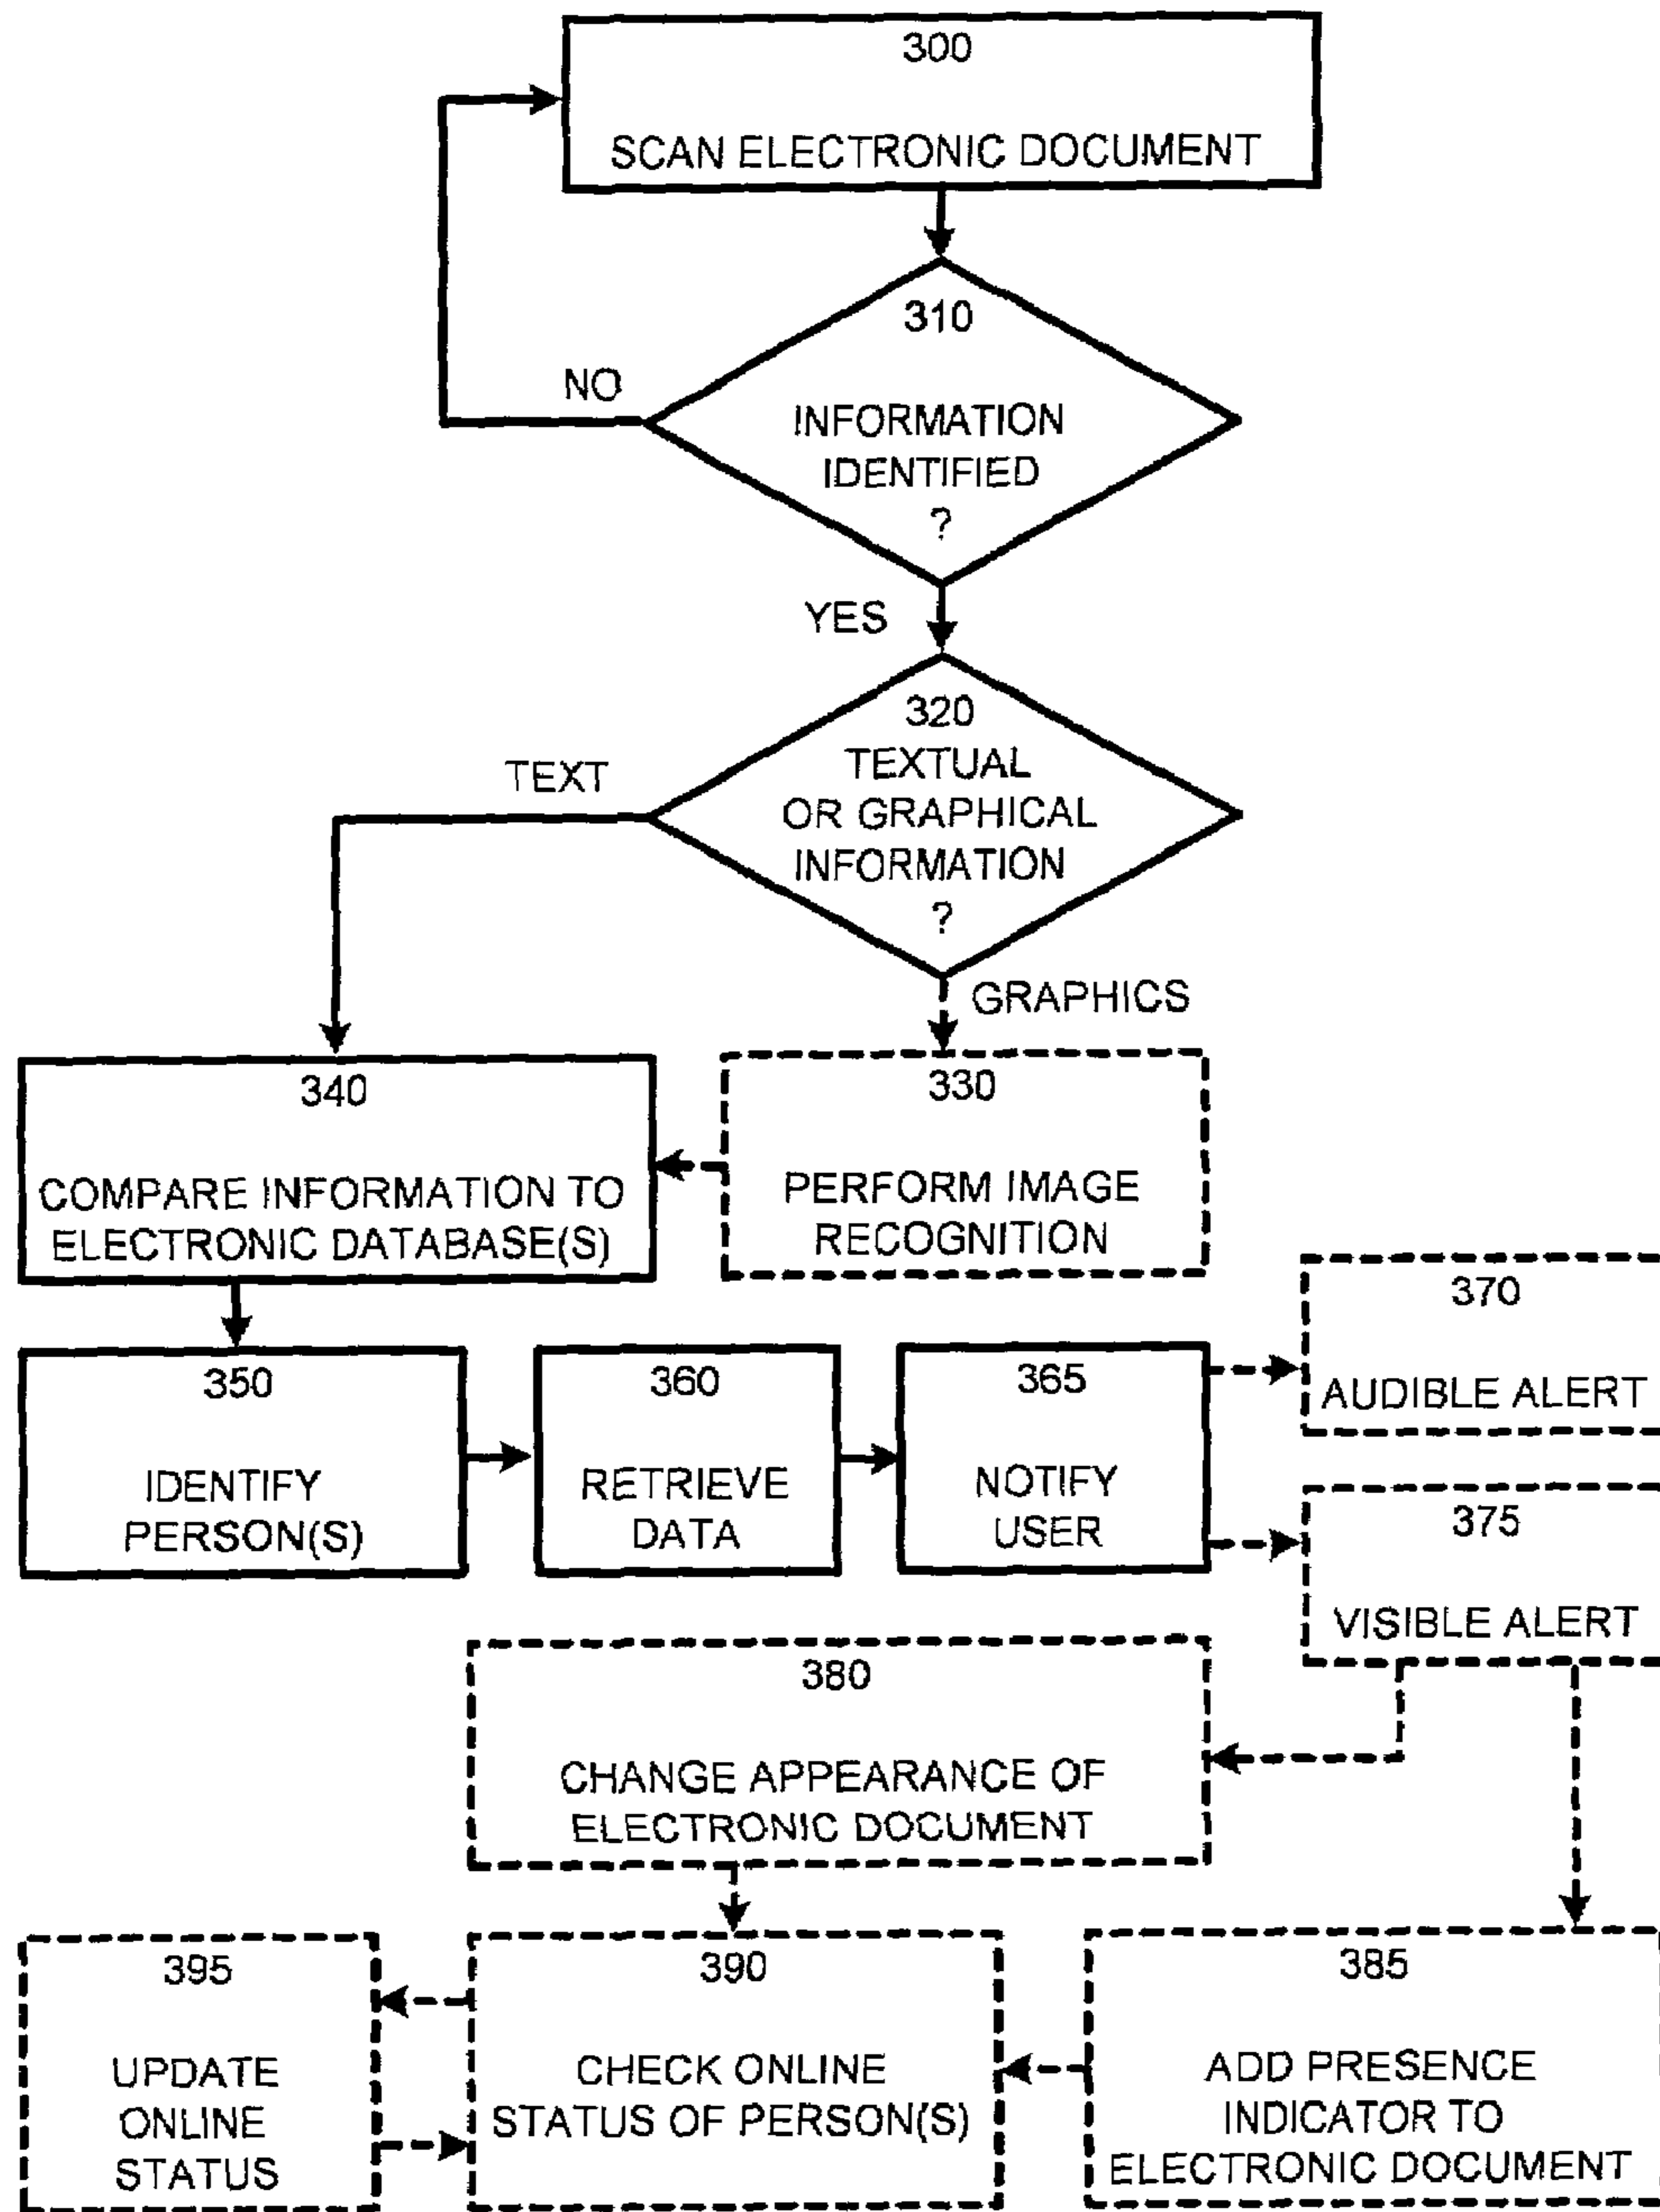 300
SCAN ELECTRONIC DOCUMENT
310
NO
INFORMATION
IDENTIFIED
?
YES
320
TEXT
TEXTUAL
OR GRAPHICAL
INFORMATION
?
GRAPHICS
340
COMPARE INFORMATION TO
ELECTRONIC DATABASE(S)
330
PERFORM IMAGE
RECOGNITION
350
IDENTIFY
PERSON(S)
360
RETRIEVE
DATA
365
NOTIFY
USER
370
AUDIBLE ALERT
375
VISIBLE ALERT
380
CHANGE APPEARANCE OF
ELECTRONIC DOCUMENT
395
UPDATE
ONLINE
STATUS
390
CHECK ONLINE
STATUS OF PERSON(S)
385
ADD PRESENCE
INDICATOR TO
ELECTRONIC DOCUMENT